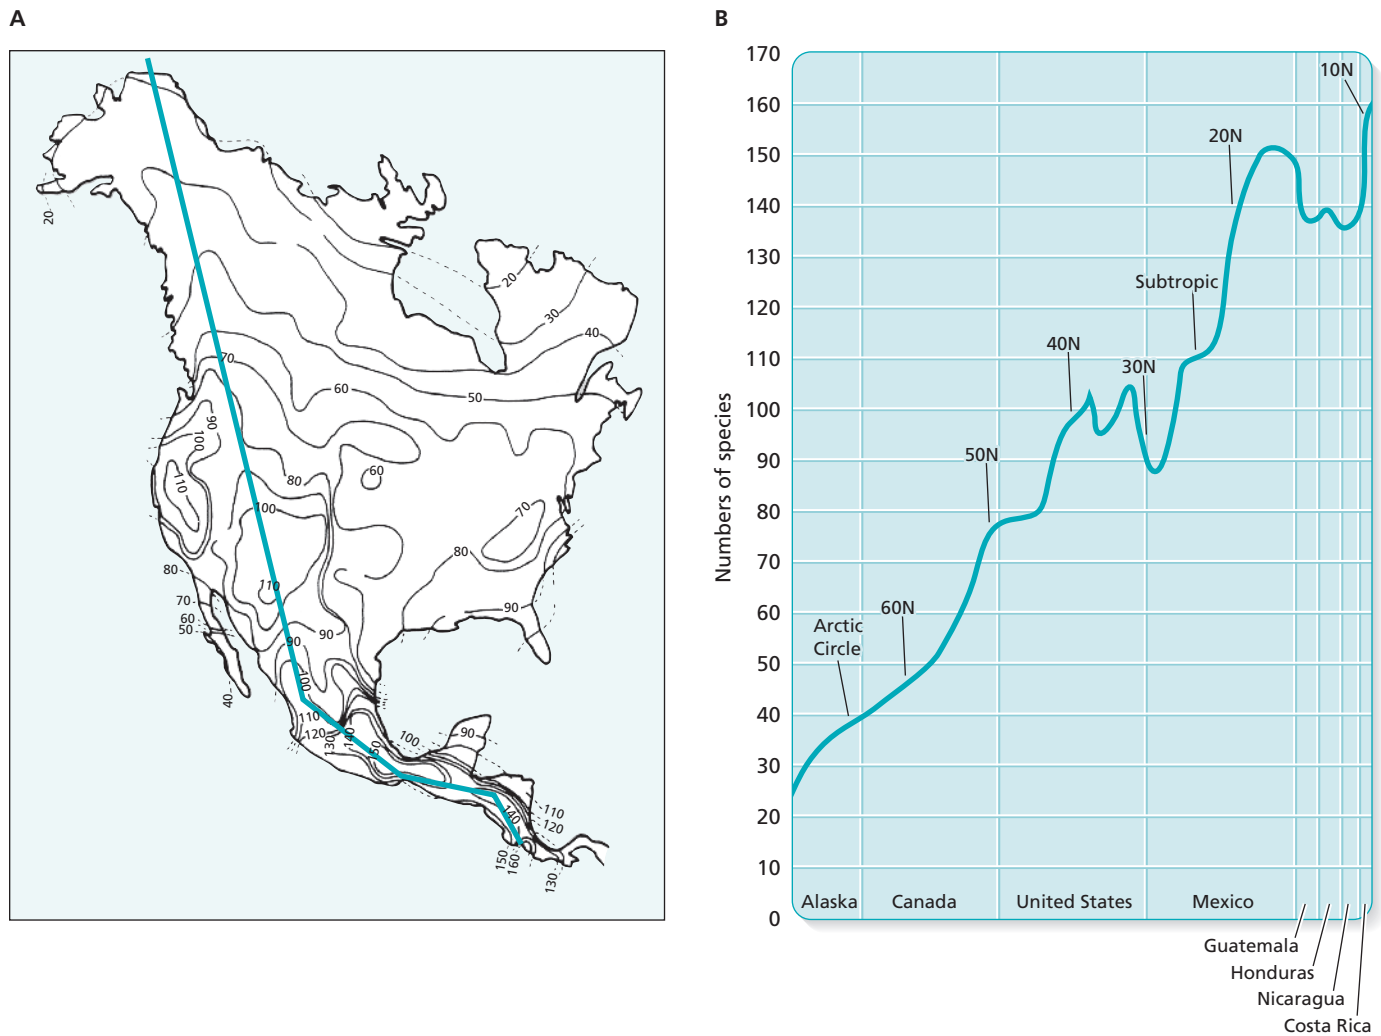 A
20
20
30
40
70
60
50
90
100
110
60
80
100
70
80
110
80
70
60
50
90
90
90
40
100
110
120
130
140
150
100
90
140
110
120
150
160
130
B
170
160
150
140
130
120
110
100
90
80
70
60
50
40
30
20
10
0
Numbers of species
10N
20N
Subtropic
40N
30N
50N
60N
Arctic
Circle
Alaska
Canada
United States
Mexico
Guatemala
Honduras
Nicaragua
Costa Rica